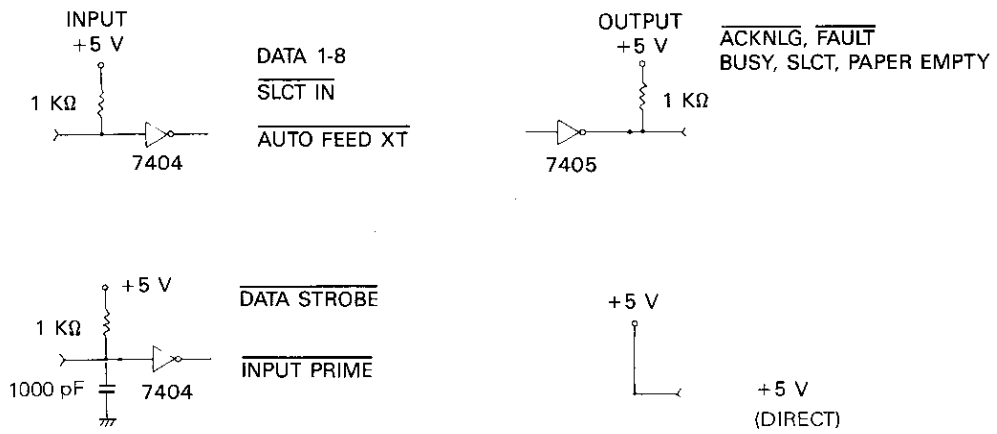 INPUT
+5 V
1 KΩ
7404
DATA 1-8
SLCT IN
AUTO FEED XT
OUTPUT
+5 V
1 KΩ
7405
ACKNLG, FAULT
BUSY, SLCT, PAPER EMPTY
+5 V
1 KΩ
1000 pF
7404
DATA STROBE
INPUT PRIME
+5 V
+5 V
(DIRECT)